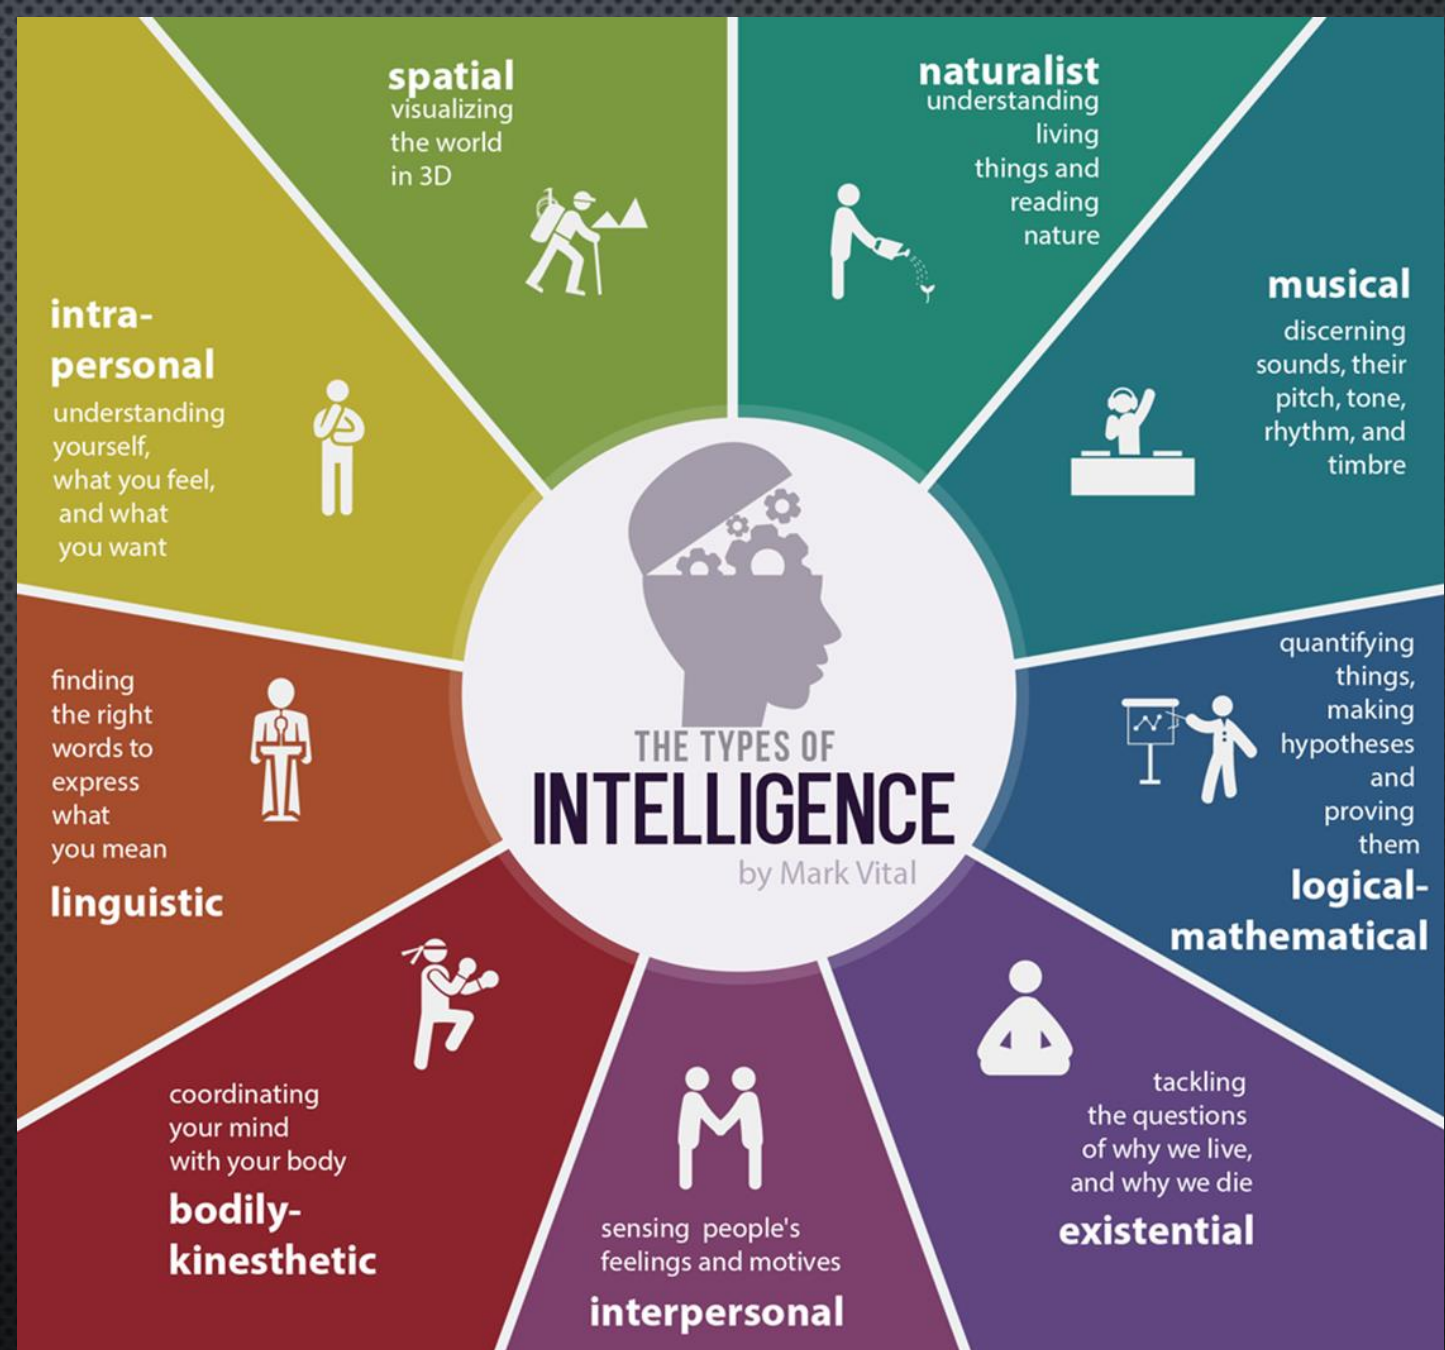 spatial
visualizing
the world
in 3D
naturalist
understanding
living
things and
reading
nature
musical
discerning
sounds, their
pitch, tone,
rhythm, and
timbre
quantifying
things,
making
hypotheses
and
proving
them
logical-
mathematical
tackling
the questions
of why we live,
and why we die
existential
sensing people's
feelings and motives
interpersonal
coordinating
your mind
with your body
bodily-
kinesthetic
finding
the right
words to
express
what
you mean
linguistic
intra-
personal
understanding
yourself,
what you feel,
and what
you want
THE TYPES OF
INTELLIGENCE
by Mark Vital